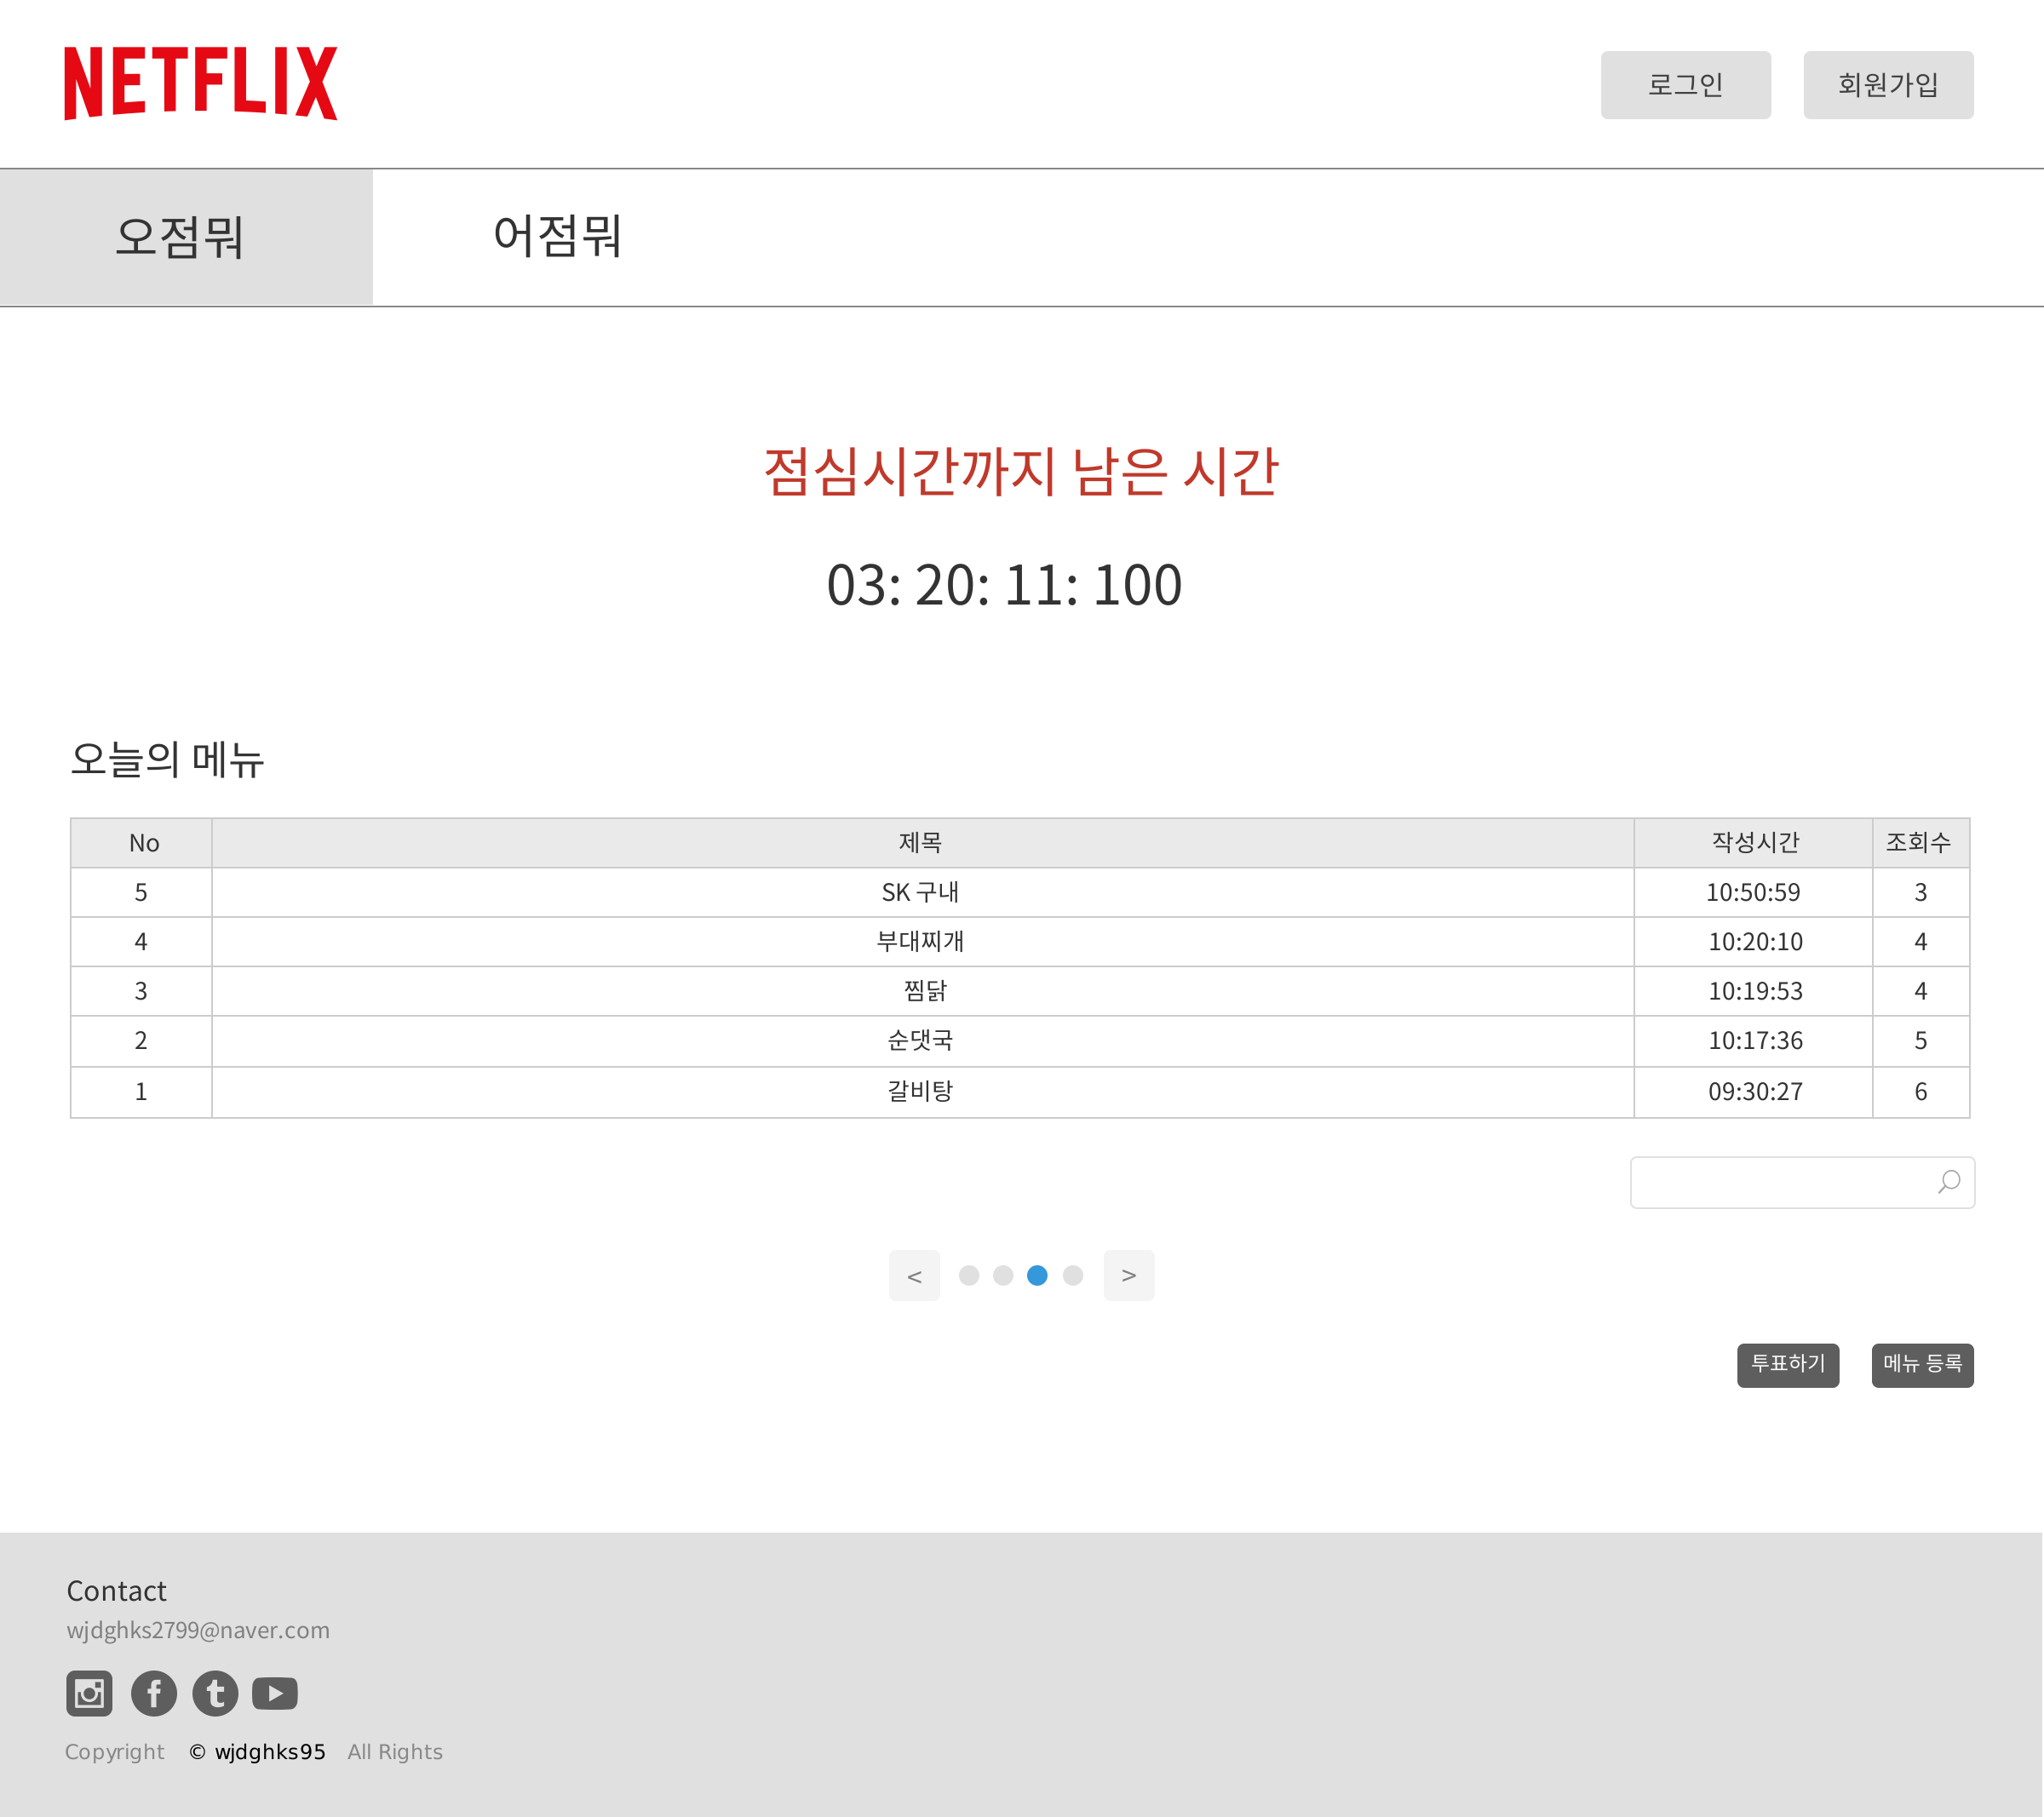 NETFLIX
로그인 회원가입
오점뭐 어점뭐
점심시간까지 남은 시간
03: 20: 11: 100
오늘의 메뉴
No 제목 작성시간 조회수
5 SK 구내 10:50:59 3
4 부대찌개 10:20:10 4
3 찜닭 10:19:53 4
2 순댓국 10:17:36 5
1 갈비탕 09:30:27 6
< >
투표하기 메뉴 등록
Contact
wjdghks2799@naver.com
Copyright © wjdghks95 All Rights